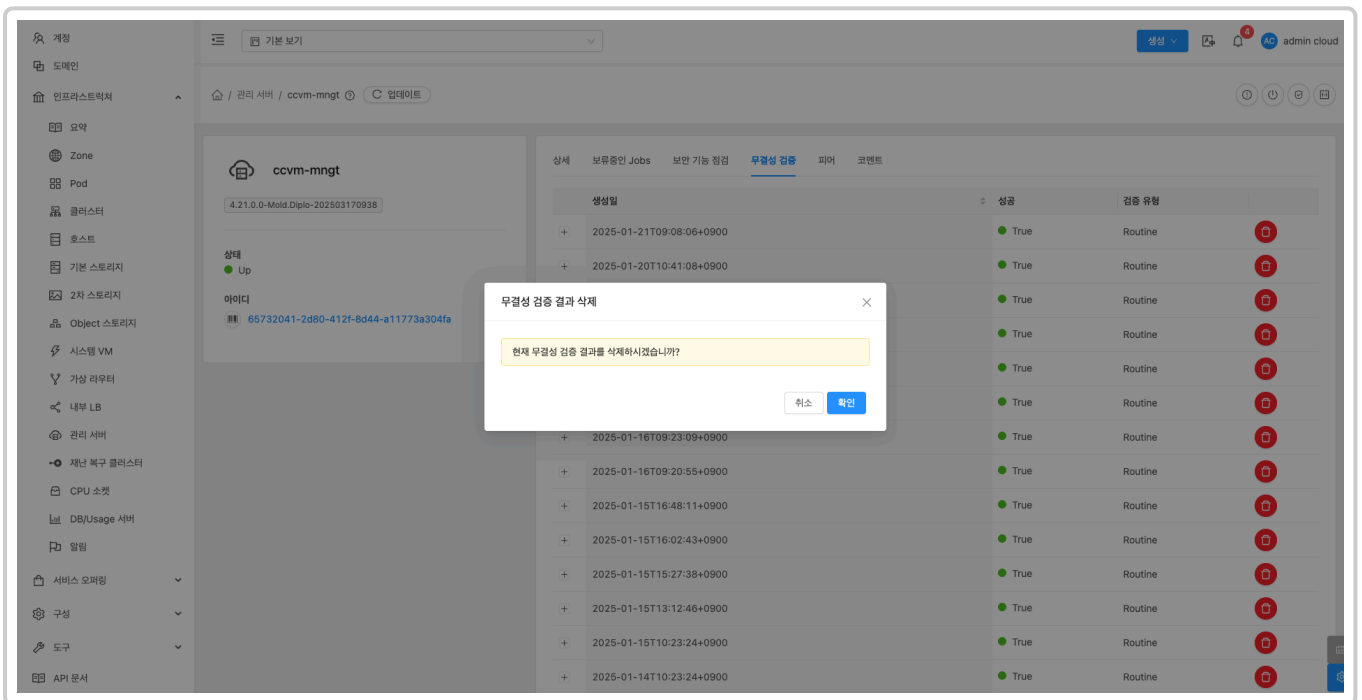 계정
도메인
인프라스트럭쳐
요약
Zone
Pod
클러스터
호스트
기본 스토리지
2차 스토리지
Object 스토리지
시스템 VM
가상 라우터
내부 LB
관리 서버
재난 복구 클러스터
CPU 소켓
DB/Usage 서버
알림
서비스 오퍼링
구성
도구
API 문서
기본 보기
생성
4
AC admin cloud
/ 관리 서버 / ccvm-mngt 업데이트
ccvm-mngt
4.21.0.0-Mold.Diplo-202503170938
상태
Up
아이디
65732041-2d80-412f-8d44-a11773a304fa
상세 보류중인 Jobs 보안 기능 점검 무결성 검증 피어 코멘트
생성일 성공 검증 유형
2025-01-21T09:08:06+0900 True Routine
2025-01-20T10:41:08+0900 True Routine
True Routine
True Routine
True Routine
True Routine
2025-01-16T09:23:09+0900 True Routine
2025-01-16T09:20:55+0900 True Routine
2025-01-15T16:48:11+0900 True Routine
2025-01-15T16:02:43+0900 True Routine
2025-01-15T15:27:38+0900 True Routine
2025-01-15T13:12:46+0900 True Routine
2025-01-15T10:23:24+0900 True Routine
2025-01-14T10:23:24+0900 True Routine
무결성 검증 결과 삭제
현재 무결성 검증 결과를 삭제하시겠습니까?
취소 확인